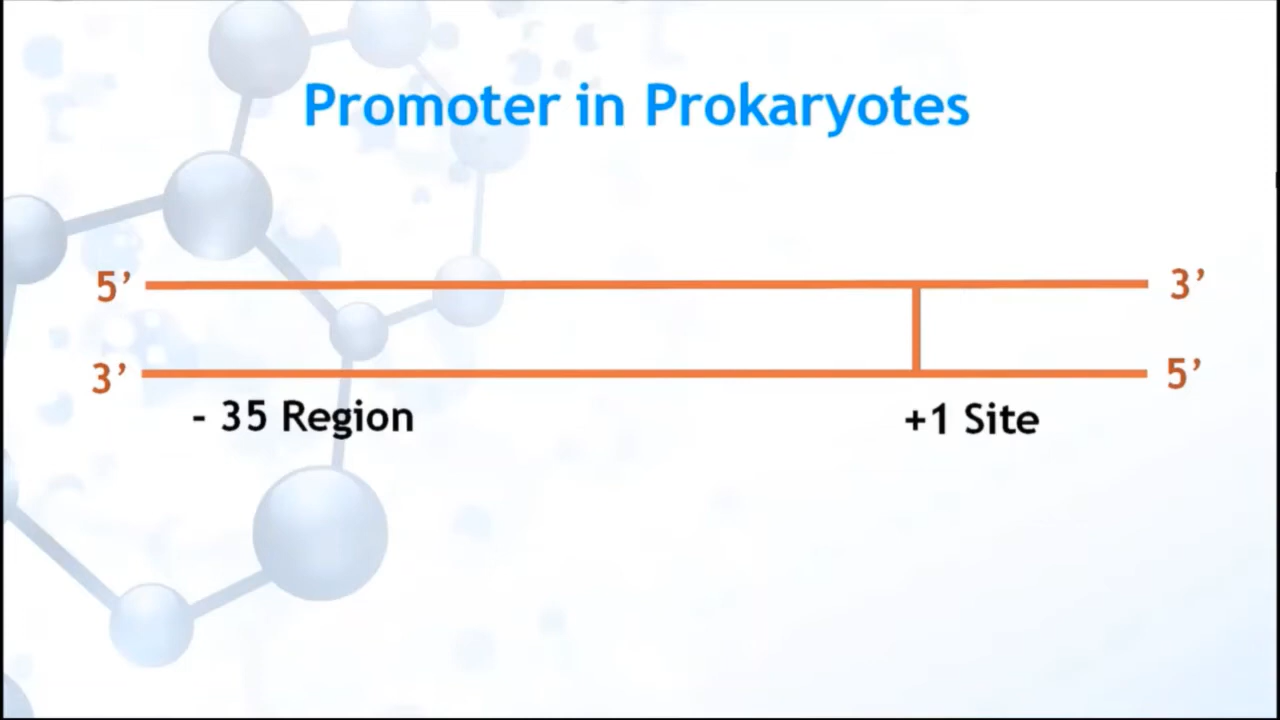 Promoter in Prokaryotes
5’ 3’
3’ 5’
- 35 Region +1 Site